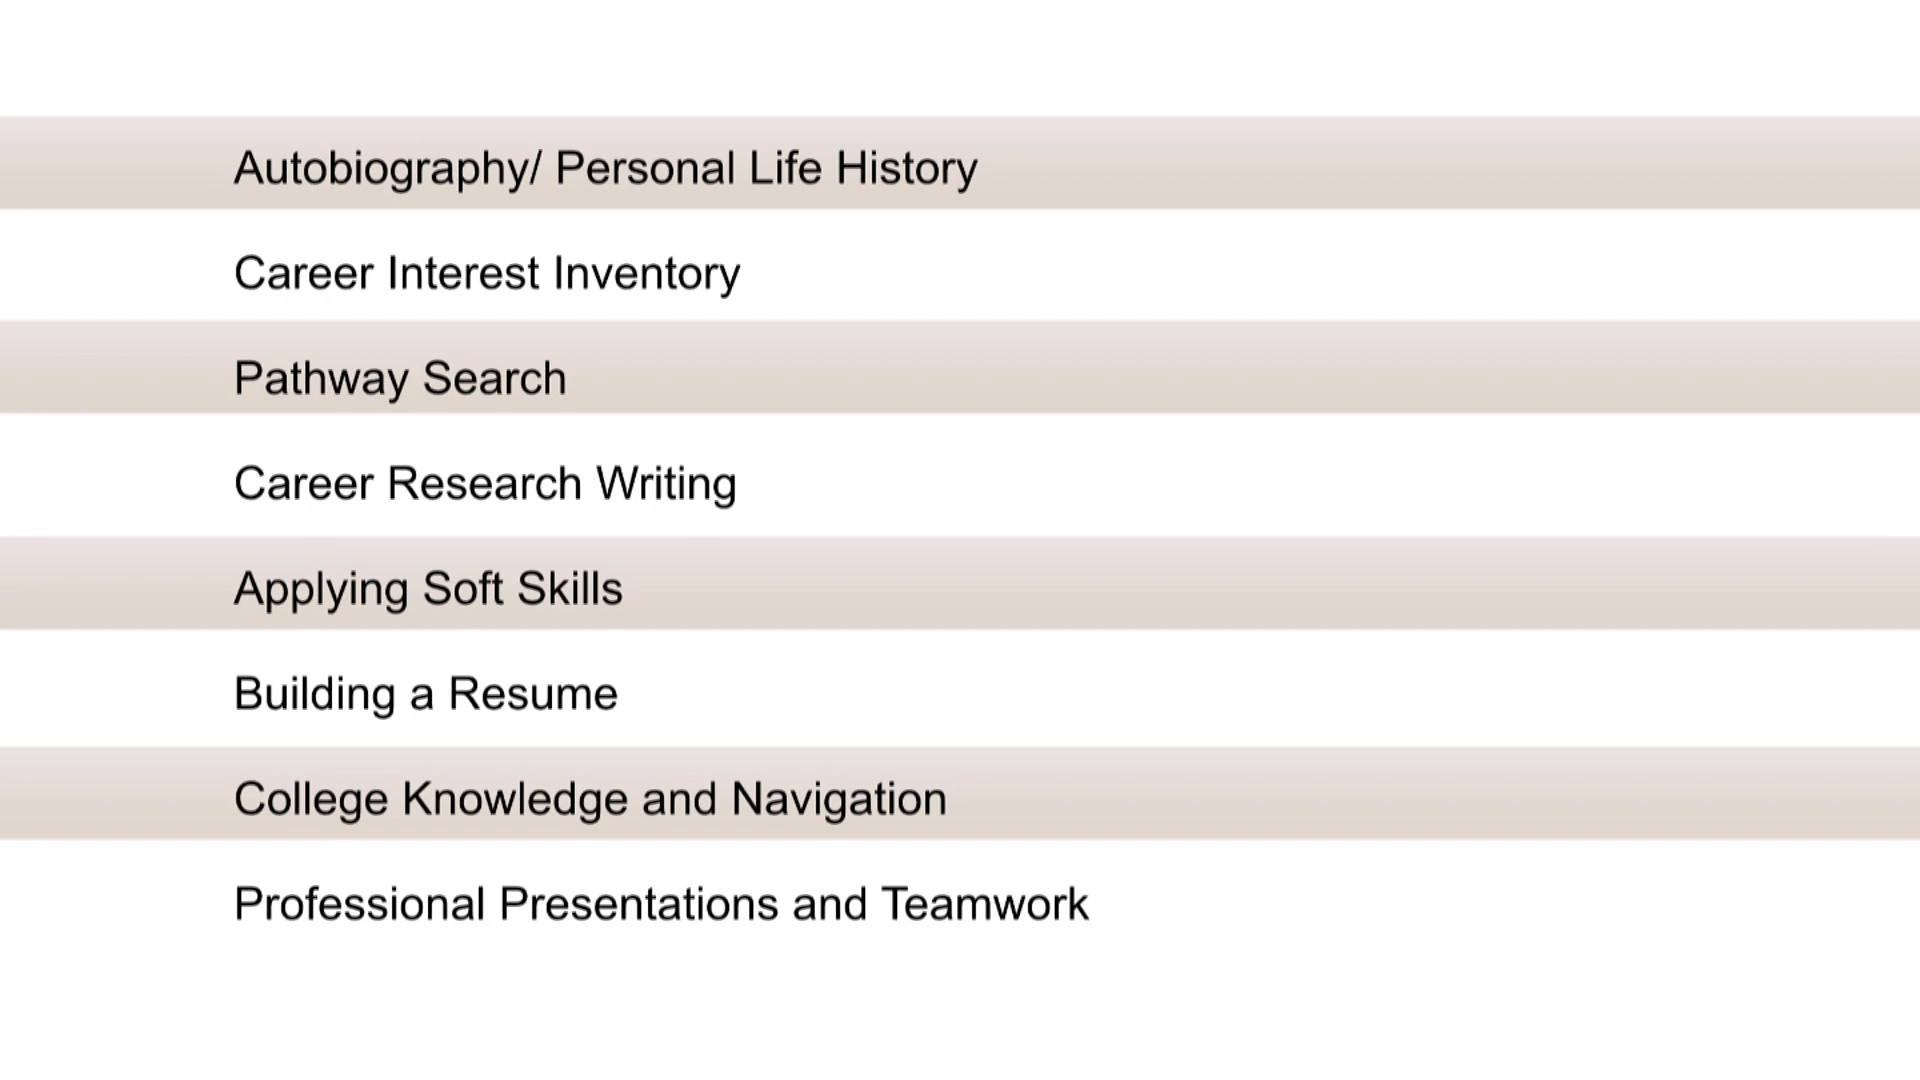 Autobiography/ Personal Life History
Career Interest Inventory
Pathway Search
Career Research Writing
Applying Soft Skills
Building a Resume
College Knowledge and Navigation
Professional Presentations and Teamwork